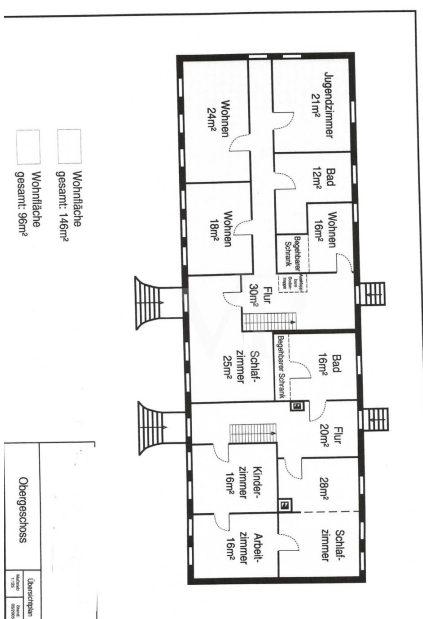 Jugendzimmer
21m²
Bad
12m²
Wohnen
16m²
Begehbarer
Schrank
Wohnen
24m²
Wohnen
18m²
Flur
30m²
Bad
16m²
Begehbarer Schrank
Schlaf-
zimmer
25m²
Flur
20m²
28m²
Schlaf-
zimmer
Kinder-
zimmer
16m²
Arbeit-
zimmer
16m²
Wohnfläche
gesamt: 146m²
Wohnfläche
gesamt: 96m²
Obergeschoss
Übersichtplan